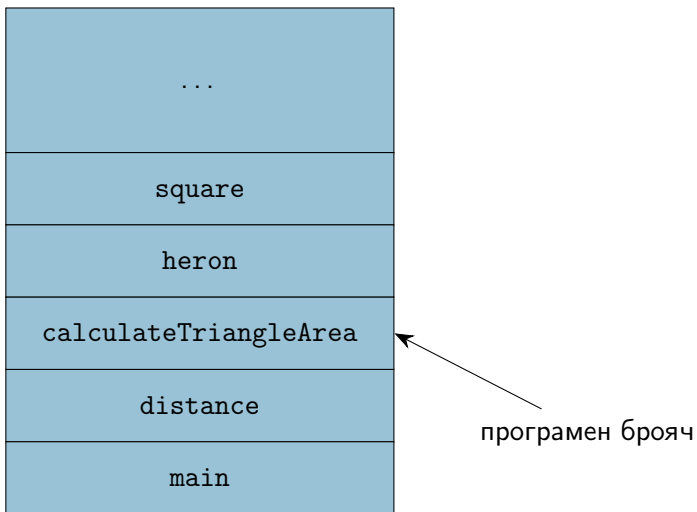 ...
square
heron
calculateTriangleArea
distance
програмен брояч
main